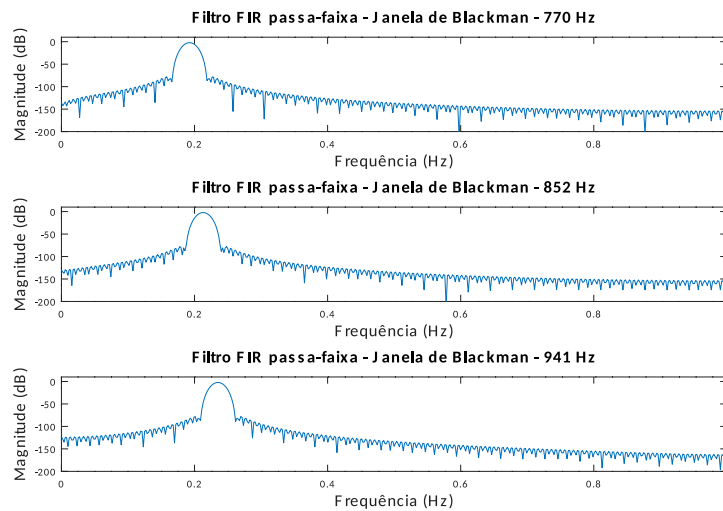 Filtro FIR passa-faixa - Janela de Blackman - 770 Hz
Magnitude (dB)
0
-50
-100
-150
-200
0 0.2 0.4 0.6 0.8
Frequência (Hz)
Filtro FIR passa-faixa - Janela de Blackman - 852 Hz
Magnitude (dB)
0
-50
-100
-150
-200
0 0.2 0.4 0.6 0.8
Frequência (Hz)
Filtro FIR passa-faixa - Janela de Blackman - 941 Hz
Magnitude (dB)
0
-50
-100
-150
-200
0 0.2 0.4 0.6 0.8
Frequência (Hz)